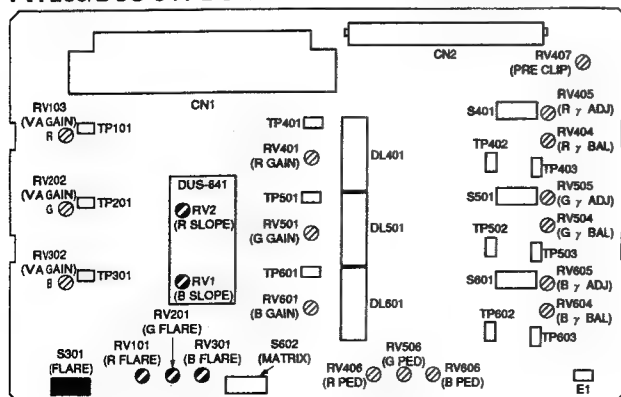 CN1
CN2
RV407
(PRE CLIP)
RV103
(VA GAIN)
R
TP101
TP401
RV401
(R GAIN)
DL401
S401
RV405
(R γ ADJ)
RV404
(R γ BAL)
TP402
TP403
RV202
(VA GAIN)
G
TP201
DUS-641
RV2
(R SLOPE)
RV1
(B SLOPE)
TP501
RV501
(G GAIN)
DL501
S501
RV505
(G γ ADJ)
RV504
(G γ BAL)
TP502
TP503
RV302
(VA GAIN)
B
TP301
TP601
RV601
(B GAIN)
DL601
S601
RV605
(B γ ADJ)
RV604
(B γ BAL)
TP602
TP603
S301
(FLARE)
RV101
(R FLARE)
RV201
(G FLARE)
RV301
(B FLARE)
S602
(MATRIX)
RV406
(R PED)
RV506
(G PED)
RV606
(B PED)
E1